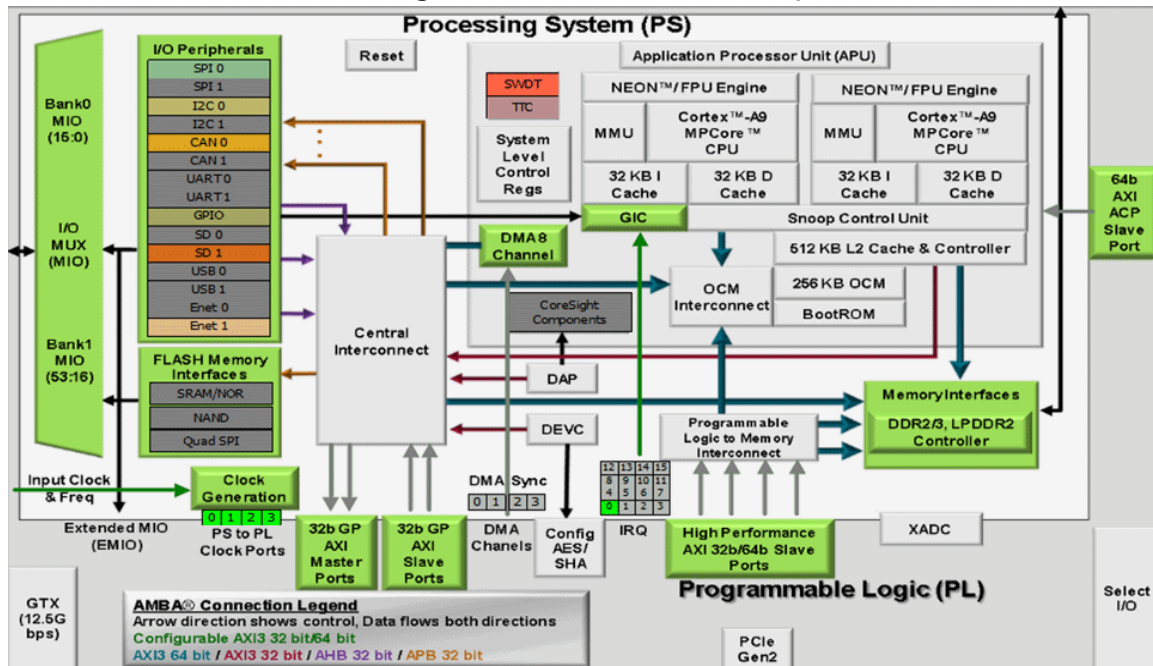 Processing System (PS)
I/O Peripherals
SPI 0
SPI 1
I2C 0
I2C 1
CAN 0
CAN 1
UART0
UART1
GPIO
SD 0
SD 1
USB 0
USB 1
Enet 0
Enet 1
Bank0
MIO
(15:0)
I/O
MUX
(MIO)
Bank1
MIO
(53:16)
FLASH Memory
Interfaces
SRAM/NOR
NAND
Quad SPI
Reset
Application Processor Unit (APU)
SWDT
TTC
System
Level
Control
Regs
NEON™/FPU Engine
MMU
Cortex™-A9
MPCore™
CPU
32 KB I
Cache
32 KB D
Cache
NEON™/FPU Engine
MMU
Cortex™-A9
MPCore™
CPU
32 KB I
Cache
32 KB D
Cache
64b
AXI
ACP
Slave
Port
GIC
Snoop Control Unit
DMA8
Channel
512 KB L2 Cache & Controller
OCM
Interconnect
256 KB OCM
BootROM
Central
Interconnect
CoreSight
Components
DAP
DEVC
Memory Interfaces
DDR2/3, LPDDR2
Controller
Programmable
Logic to Memory
Interconnect
Input Clock
& Freq
Clock
Generation
0 1 2 3
PS to PL
Clock Ports
Extended MIO
(EMIO)
32b GP
AXI
Master
Ports
32b GP
AXI
Slave
Ports
DMA Sync
0 1 2 3
DMA
Channels
Config
AES/
SHA
12 13 14 15
8 9 10 11
4 5 6 7
0 1 2 3
IRQ
High Performance
AXI 32b/64b Slave
Ports
XADC
Programmable Logic (PL)
GTX
(12.5G
bps)
AMBA® Connection Legend
Arrow direction shows control, Data flows both directions
Configurable AXI3 32 bit/64 bit
AXI3 64 bit / AXI3 32 bit / AHB 32 bit / APB 32 bit
PCIe
Gen2
Select
I/O